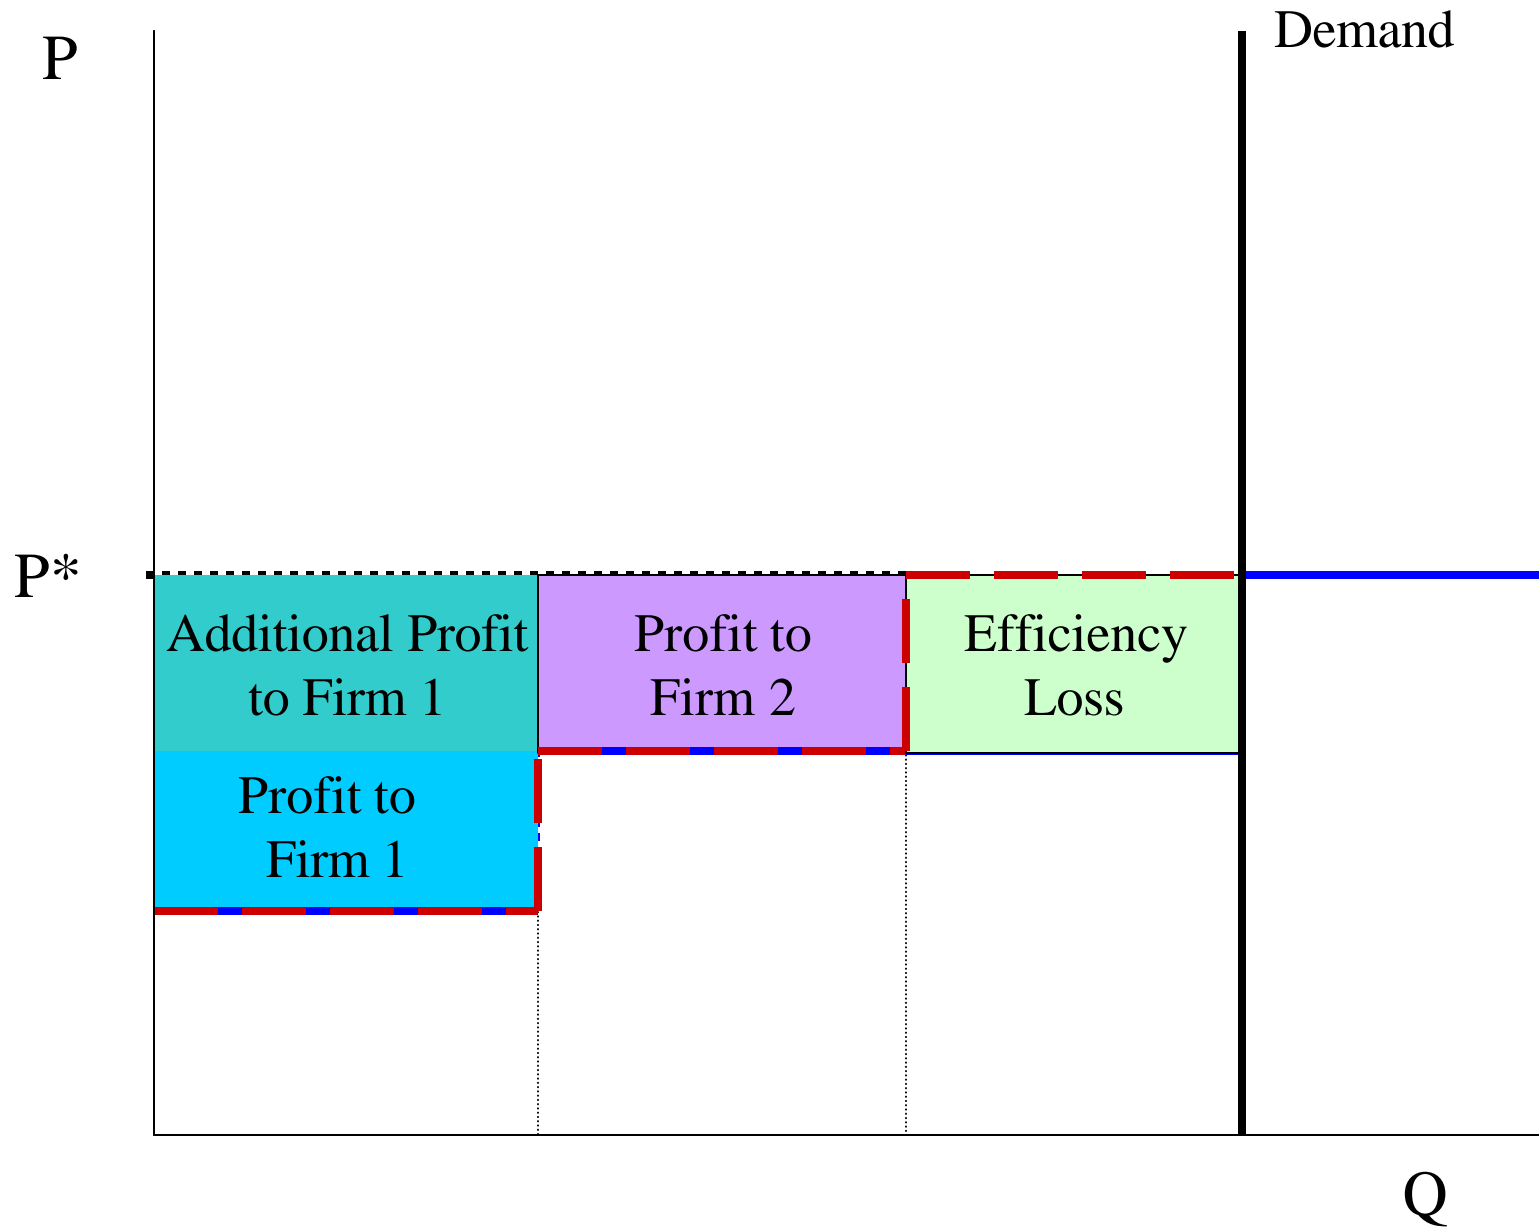 P
Demand
P*
Additional Profit
to Firm 1
Profit to
Firm 2
Efficiency
Loss
Profit to
Firm 1
Q